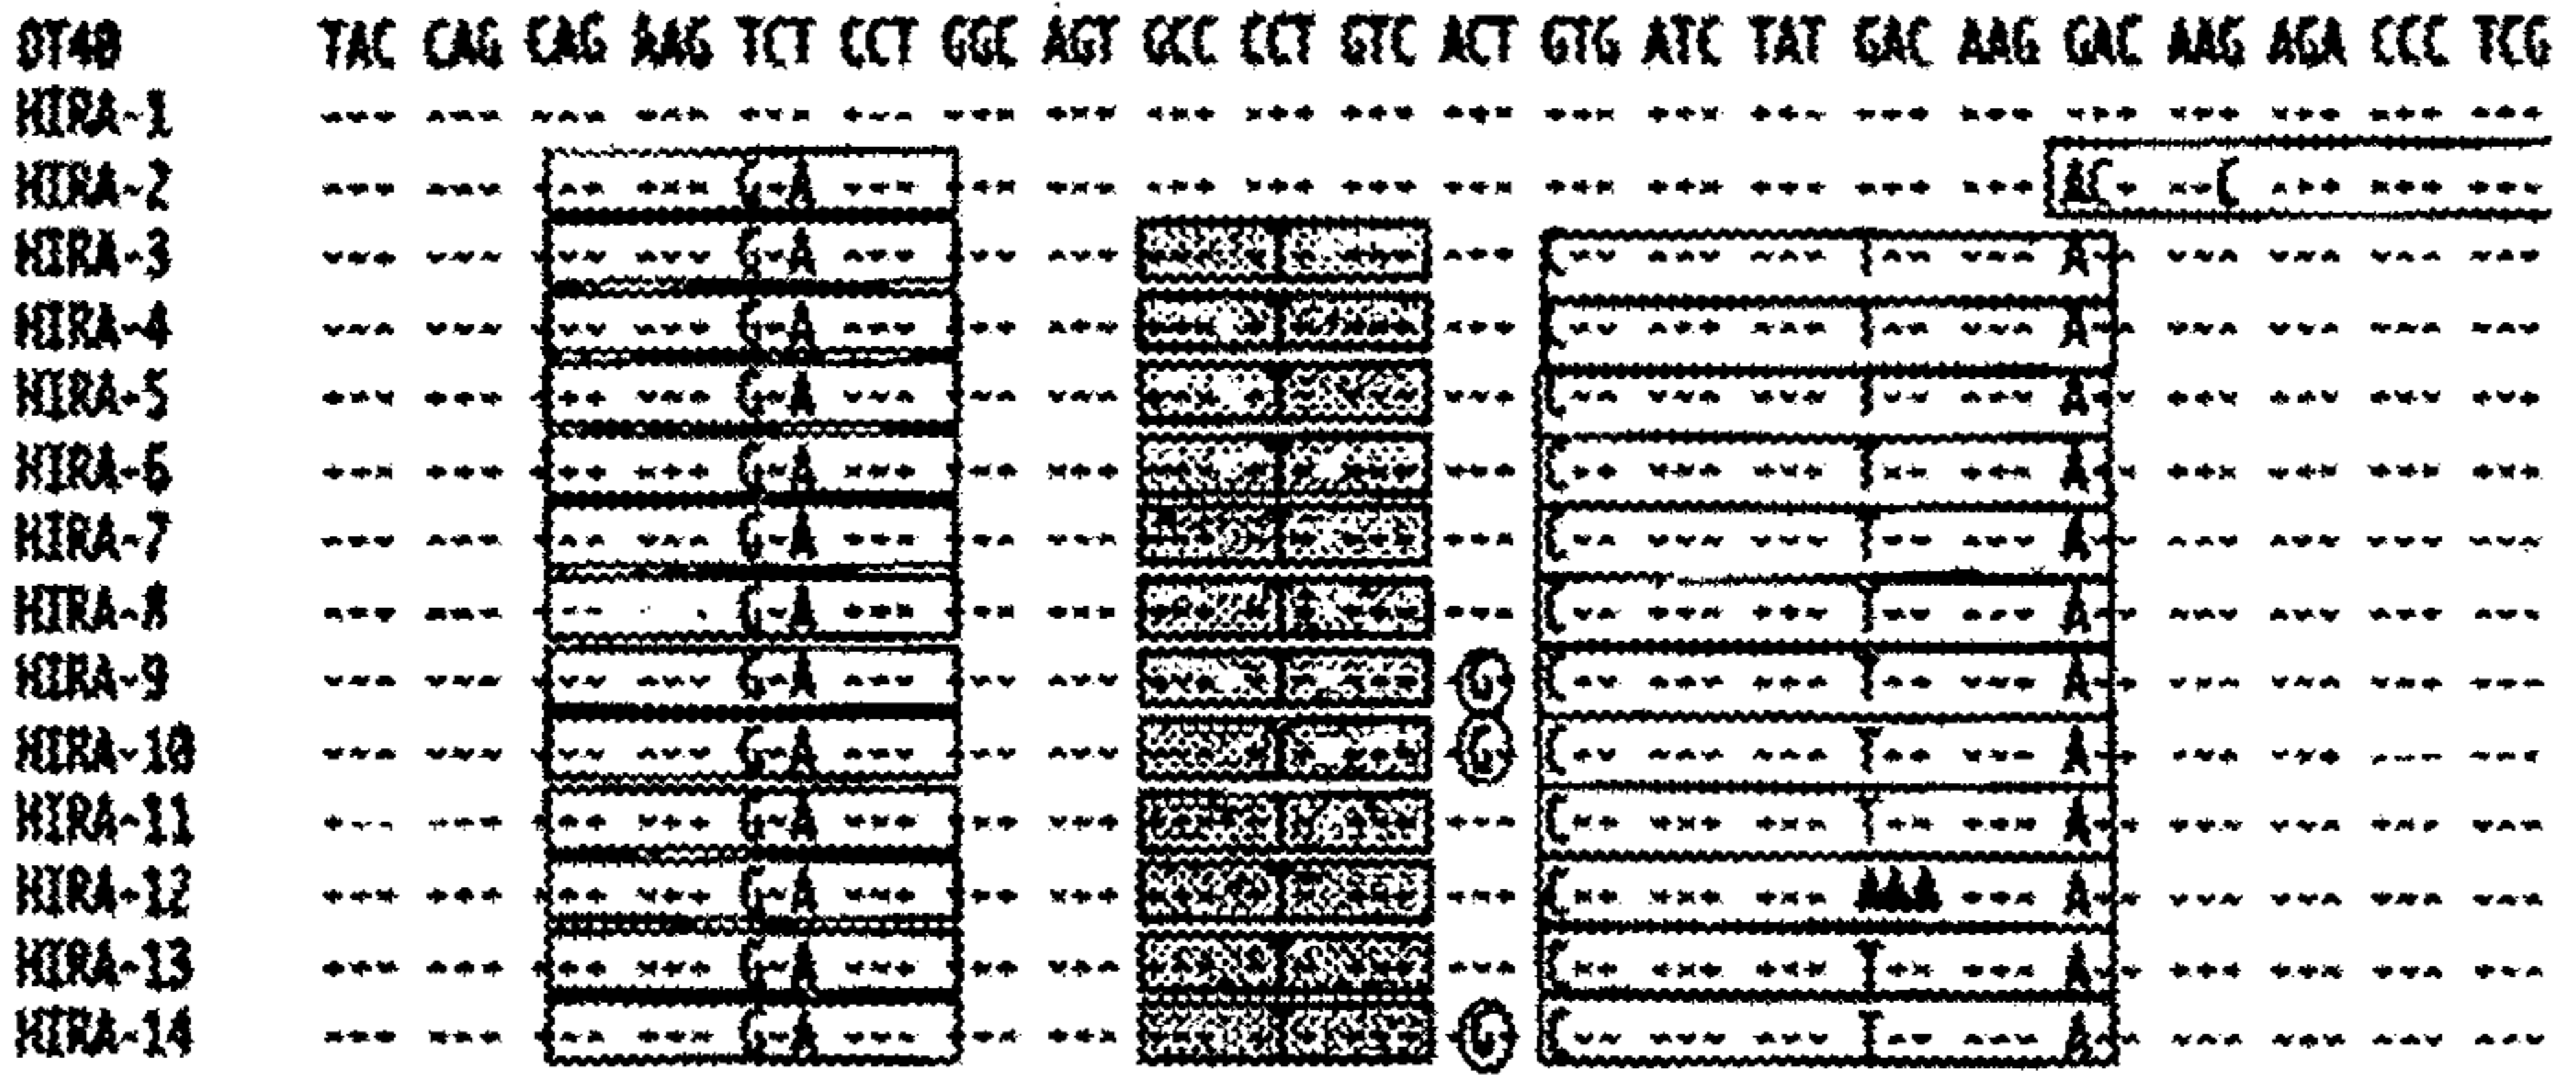 DT40 TAC CAG CAG AAG TCT CCT GGC AGT GCC CCT GTC ACT GTG ATC TAT GAC AAG GAC AAG AGA CCC TCG
HIRA-1 --- --- --- --- --- --- --- --- --- --- --- --- --- --- --- --- --- --- --- --- --- ---
HIRA-2 --- --- --- --- G-A --- --- --- --- --- --- --- --- --- --- --- --- AC- --C --- --- ---
HIRA-3 --- --- --- --- G-A --- --- --- --- T-- --- --- C-- --- --- T-- --- A-- --- --- --- ---
HIRA-4 --- --- --- --- G-A --- --- --- --- T-- --- --- C-- --- --- T-- --- A-- --- --- --- ---
HIRA-5 --- --- --- --- G-A --- --- --- --- T-- --- --- C-- --- --- T-- --- A-- --- --- --- ---
HIRA-6 --- --- --- --- G-A --- --- --- --- T-- --- --- C-- --- --- T-- --- A-- --- --- --- ---
HIRA-7 --- --- --- --- G-A --- --- --- --- T-- --- --- C-- --- --- T-- --- A-- --- --- --- ---
HIRA-8 --- --- --- G-A --- --- --- --- T-- --- --- C-- --- --- T-- --- A-- --- --- --- ---
HIRA-9 --- --- --- --- G-A --- --- --- --- T-- --- -G- C-- --- --- T-- --- A-- --- --- --- ---
HIRA-10 --- --- --- --- G-A --- --- --- --- T-- --- -G- C-- --- --- T-- --- A-- --- --- --- ---
HIRA-11 --- --- --- --- G-A --- --- --- --- T-- --- --- C-- --- --- T-- --- A-- --- --- --- ---
HIRA-12 --- --- --- --- G-A --- --- --- --- T-- --- --- C-- --- --- AAA --- A-- --- --- --- ---
HIRA-13 --- --- --- --- G-A --- --- --- --- T-- --- --- C-- --- --- T-- --- A-- --- --- --- ---
HIRA-14 --- --- --- --- G-A --- --- --- --- T-- --- -G- C-- --- --- T-- --- A-- --- --- --- ---